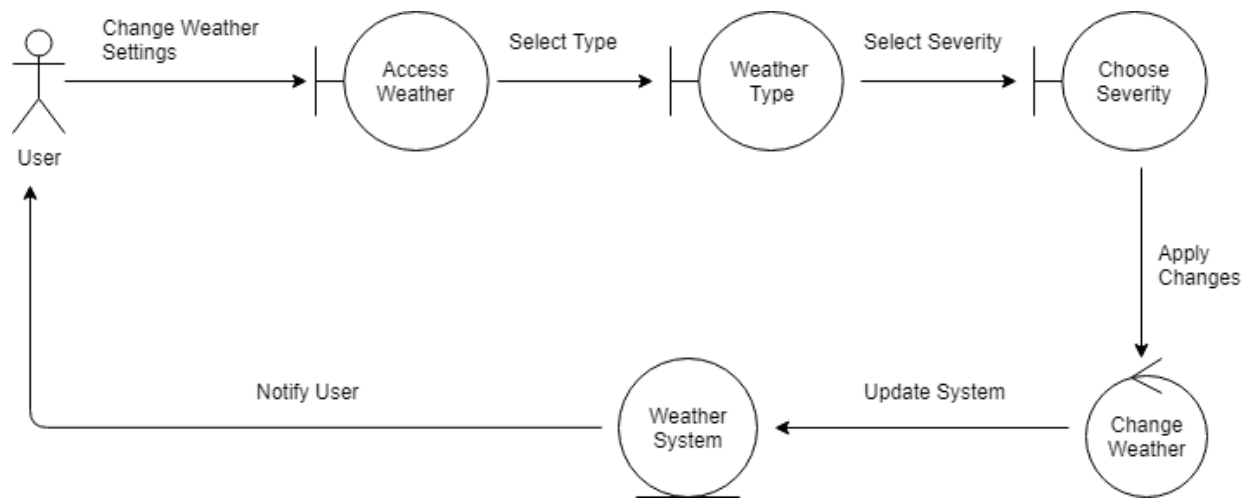 Change Weather
Settings
User
Access
Weather
Select Type
Weather
Type
Select Severity
Choose
Severity
Apply
Changes
Change
Weather
Update System
Weather
System
Notify User